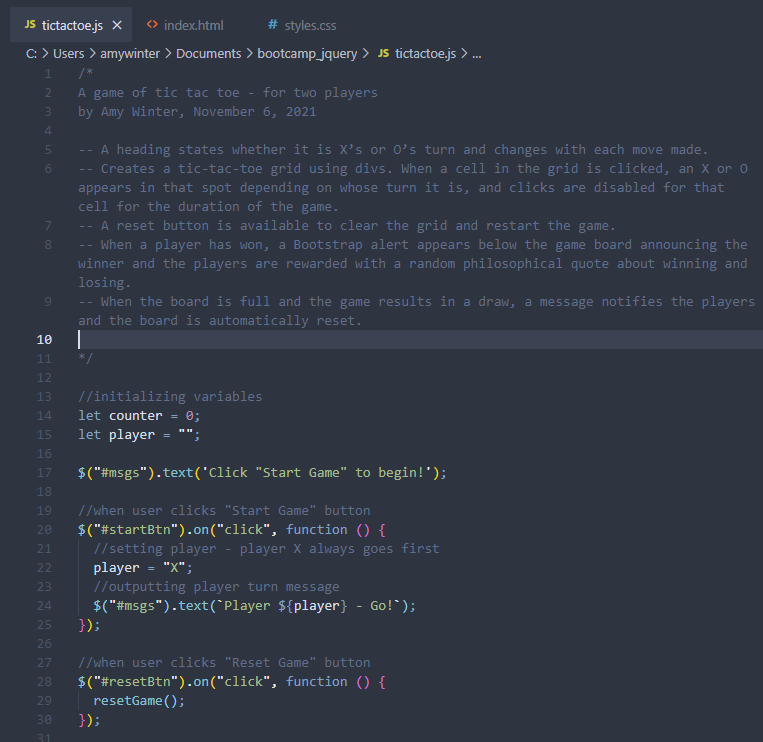 JS tictactoe.js × <> index.html # styles.css
C: > Users > amywinter > Documents > bootcamp_jquery > JS tictactoe.js > ...
1 /*
2 A game of tic tac toe - for two players
3 by Amy Winter, November 6, 2021
4
5 -- A heading states whether it is X’s or O’s turn and changes with each move made.
6 -- Creates a tic-tac-toe grid using divs. When a cell in the grid is clicked, an X or O
appears in that spot depending on whose turn it is, and clicks are disabled for that
cell for the duration of the game.
7 -- A reset button is available to clear the grid and restart the game.
8 -- When a player has won, a Bootstrap alert appears below the game board announcing the
winner and the players are rewarded with a random philosophical quote about winning and
losing.
9 -- When the board is full and the game results in a draw, a message notifies the players
and the board is automatically reset.
10
11 */
12
13 //initializing variables
14 let counter = 0;
15 let player = "";
16
17 $("#msgs").text('Click "Start Game" to begin!');
18
19 //when user clicks "Start Game" button
20 $("#startBtn").on("click", function () {
21 //setting player - player X always goes first
22 player = "X";
23 //outputting player turn message
24 $("#msgs").text(`Player ${player} - Go!`);
25 });
26
27 //when user clicks "Reset Game" button
28 $("#resetBtn").on("click", function () {
29 resetGame();
30 });
31